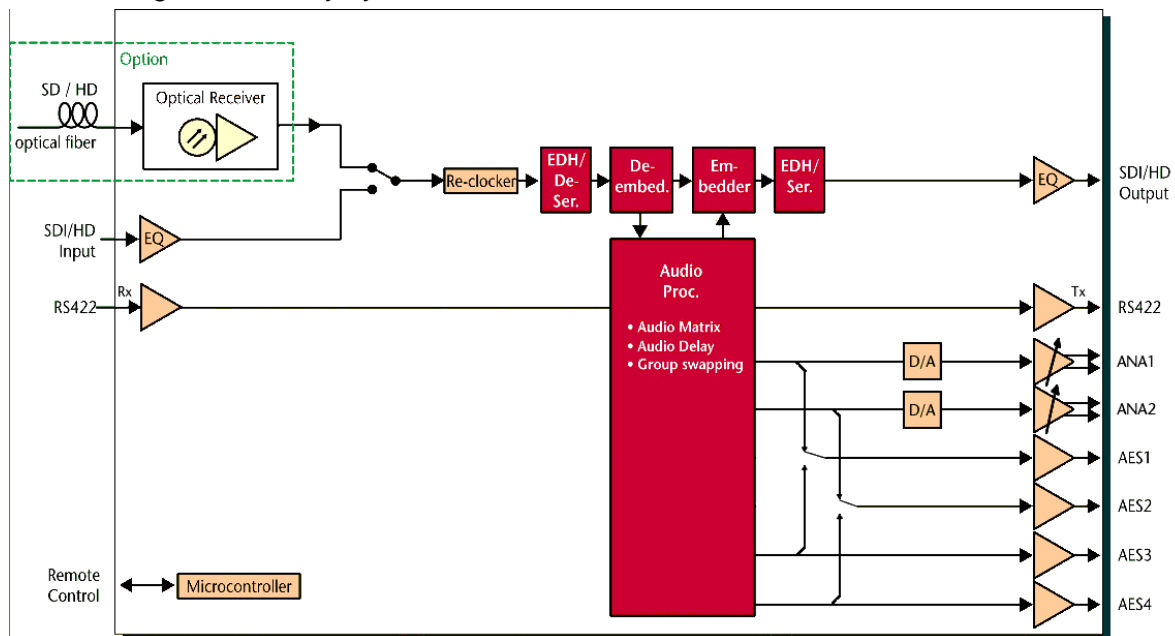 Option
SD / HD
optical fiber
Optical Receiver
SDI/HD
Input
EQ
Re-clocker
EDH/
De-
Ser.
De-
embed.
Em-
bedder
EDH/
Ser.
EQ
SDI/HD
Output
RS422
Rx
Audio
Proc.
• Audio Matrix
• Audio Delay
• Group swapping
Tx
RS422
D/A
ANA1
D/A
ANA2
AES1
AES2
AES3
AES4
Remote
Control
Microcontroller